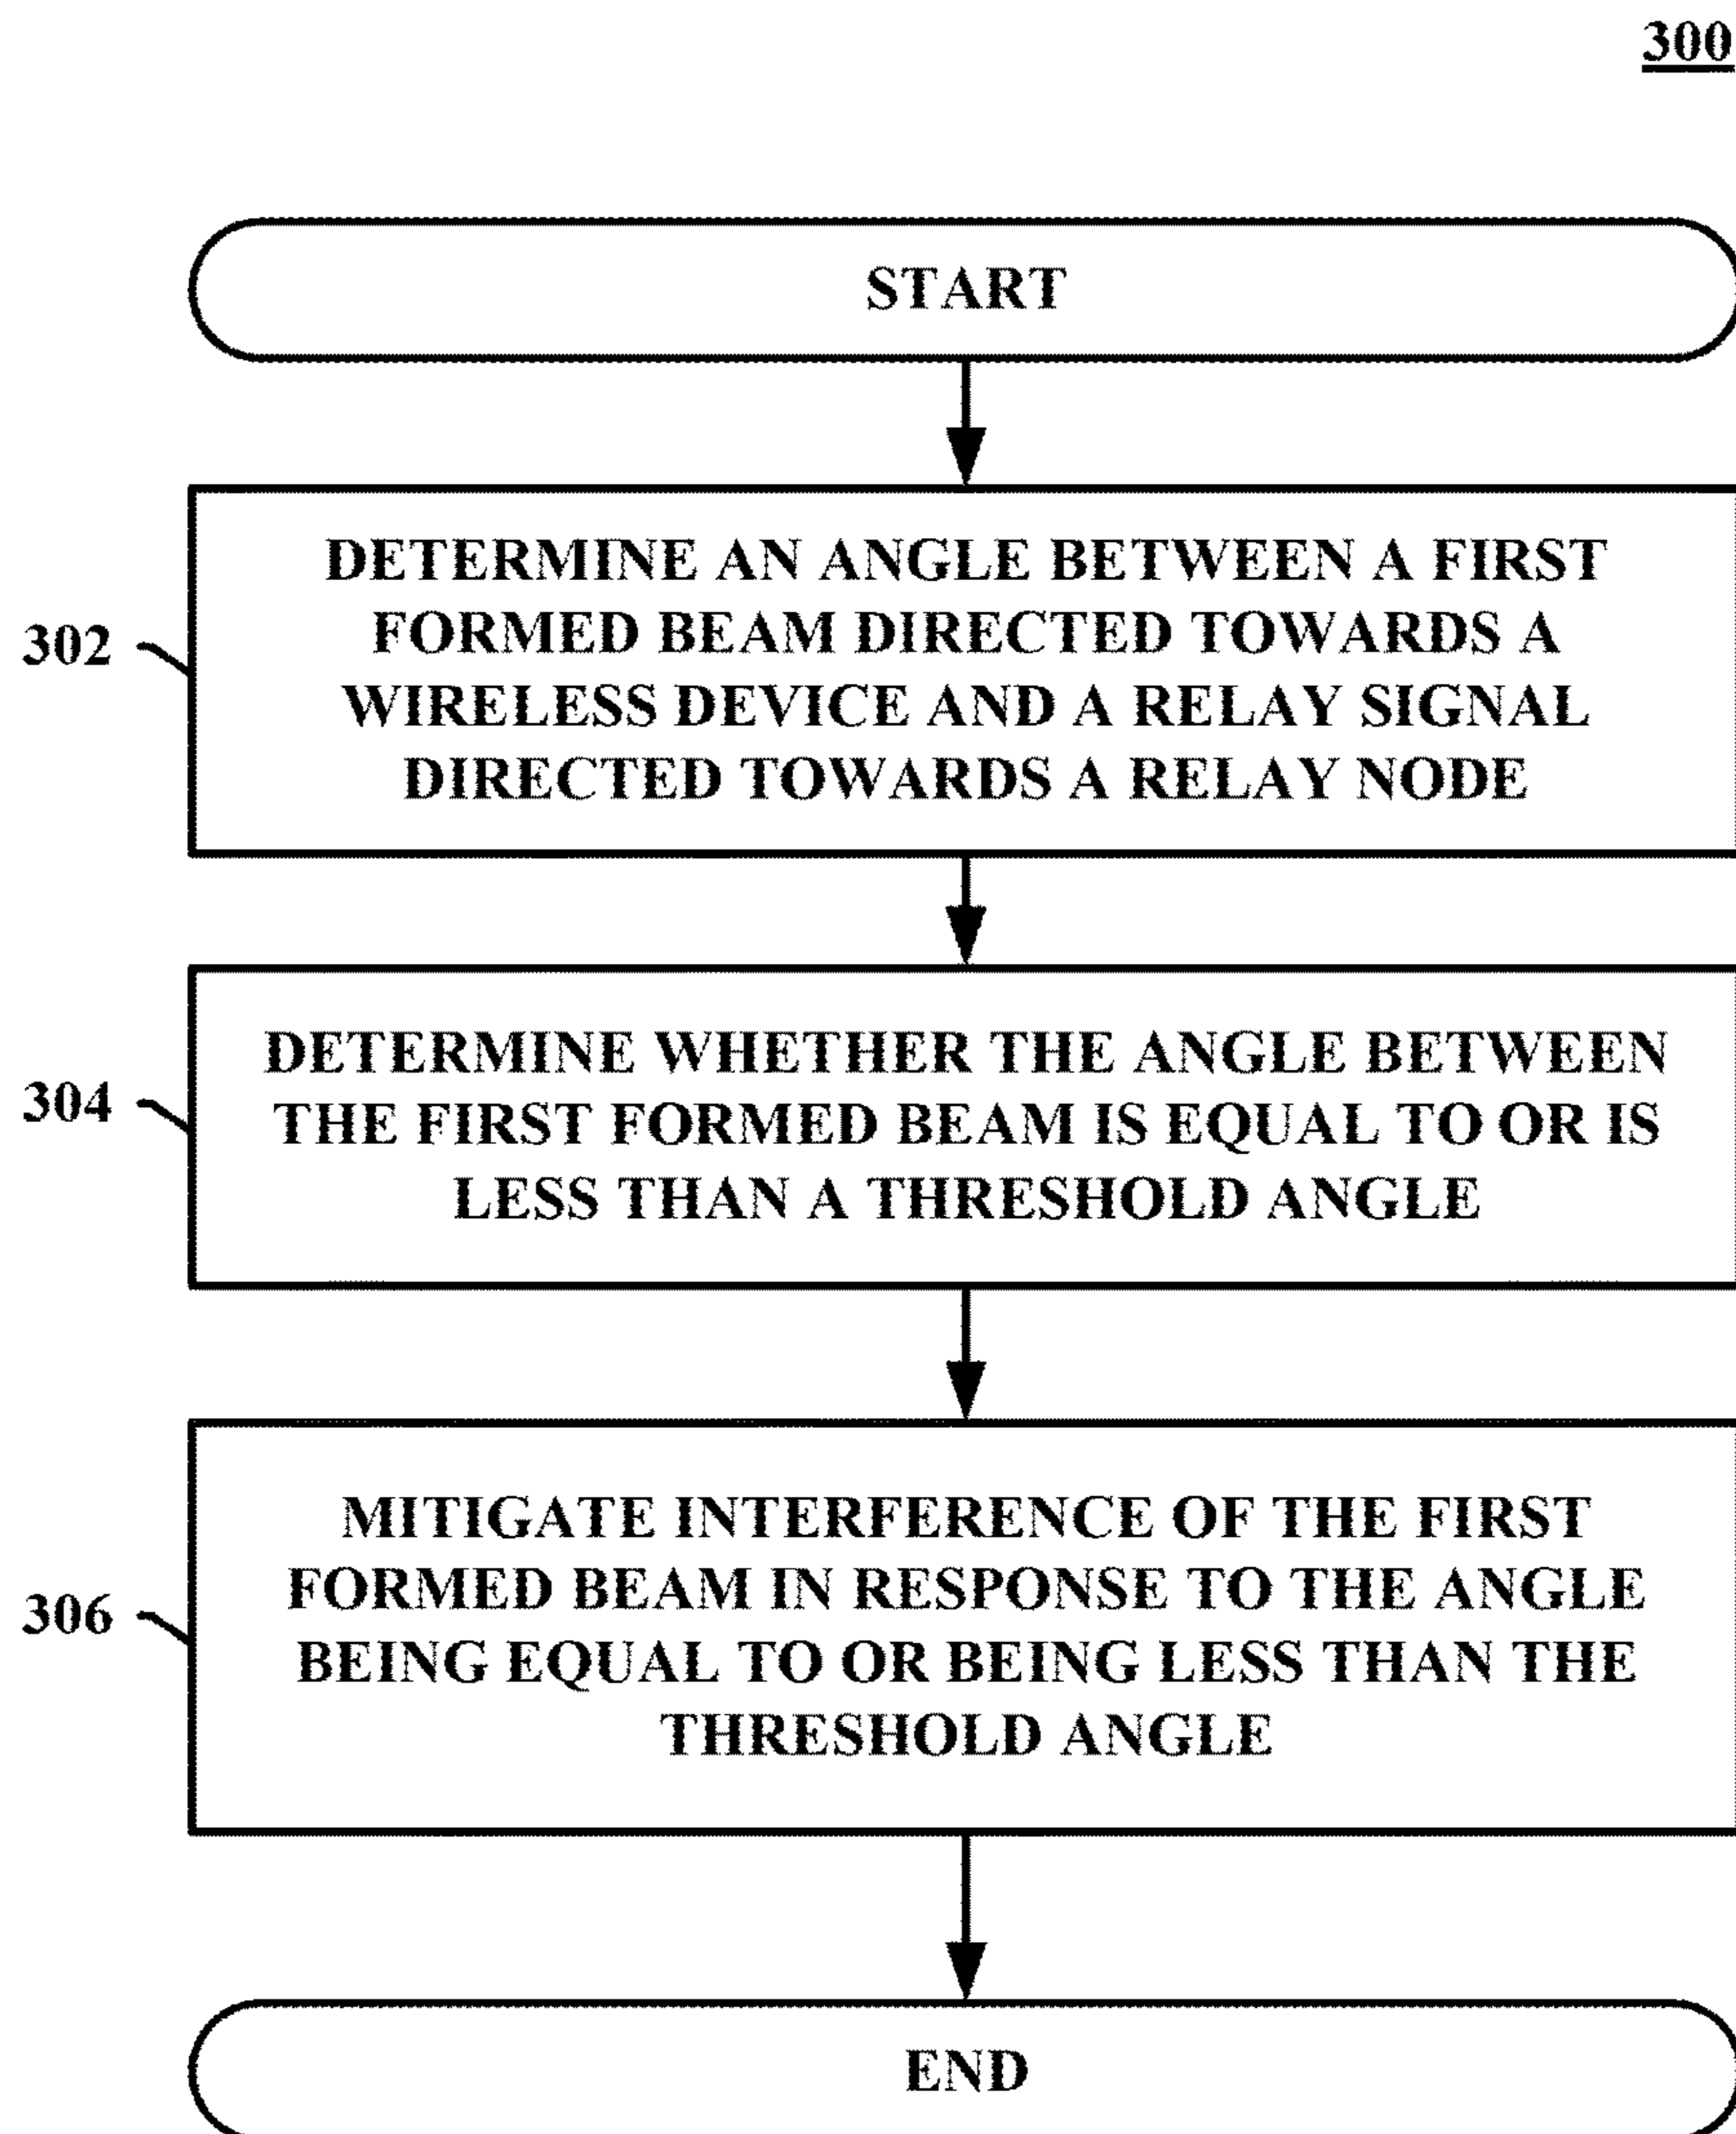 300
START
302
DETERMINE AN ANGLE BETWEEN A FIRST
FORMED BEAM DIRECTED TOWARDS A
WIRELESS DEVICE AND A RELAY SIGNAL
DIRECTED TOWARDS A RELAY NODE
304
DETERMINE WHETHER THE ANGLE BETWEEN
THE FIRST FORMED BEAM IS EQUAL TO OR IS
LESS THAN A THRESHOLD ANGLE
306
MITIGATE INTERFERENCE OF THE FIRST
FORMED BEAM IN RESPONSE TO THE ANGLE
BEING EQUAL TO OR BEING LESS THAN THE
THRESHOLD ANGLE
END